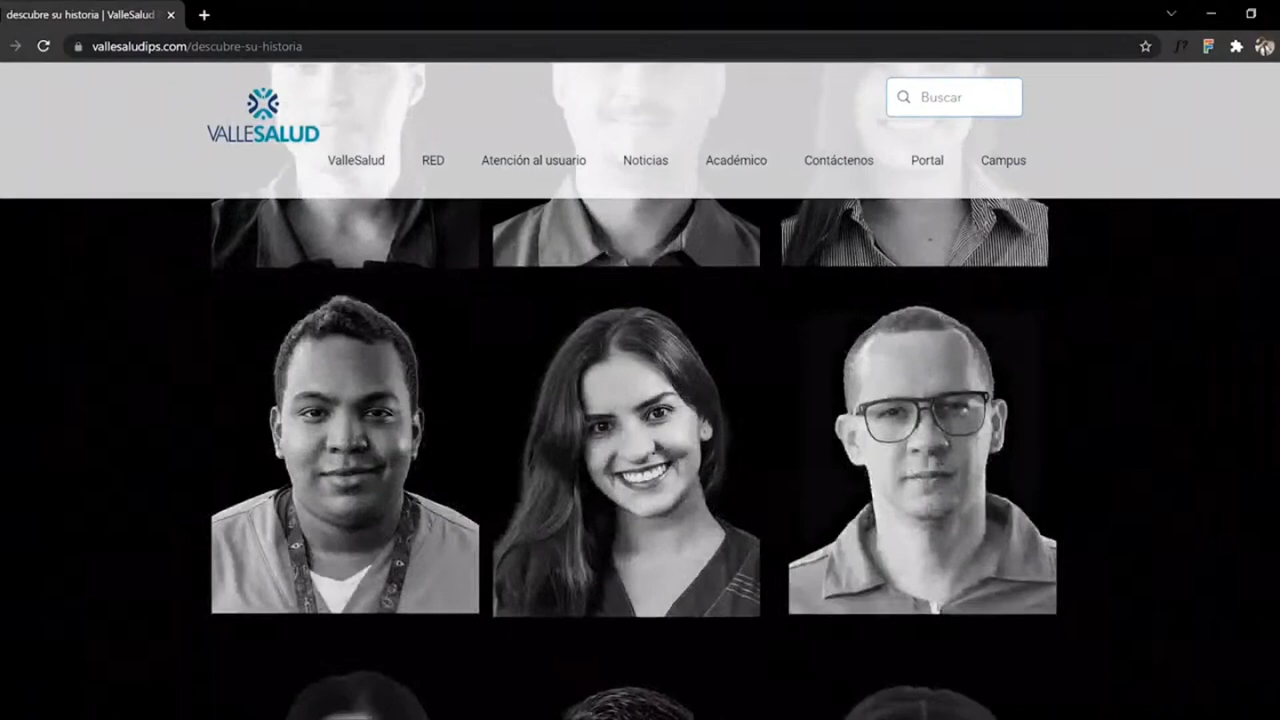 descubre su historia | ValleSalud
vallesaludips.com/descubre-su-historia
Buscar
VALLESALUD
ValleSalud RED Atención al usuario Noticias Académico Contáctenos Portal Campus